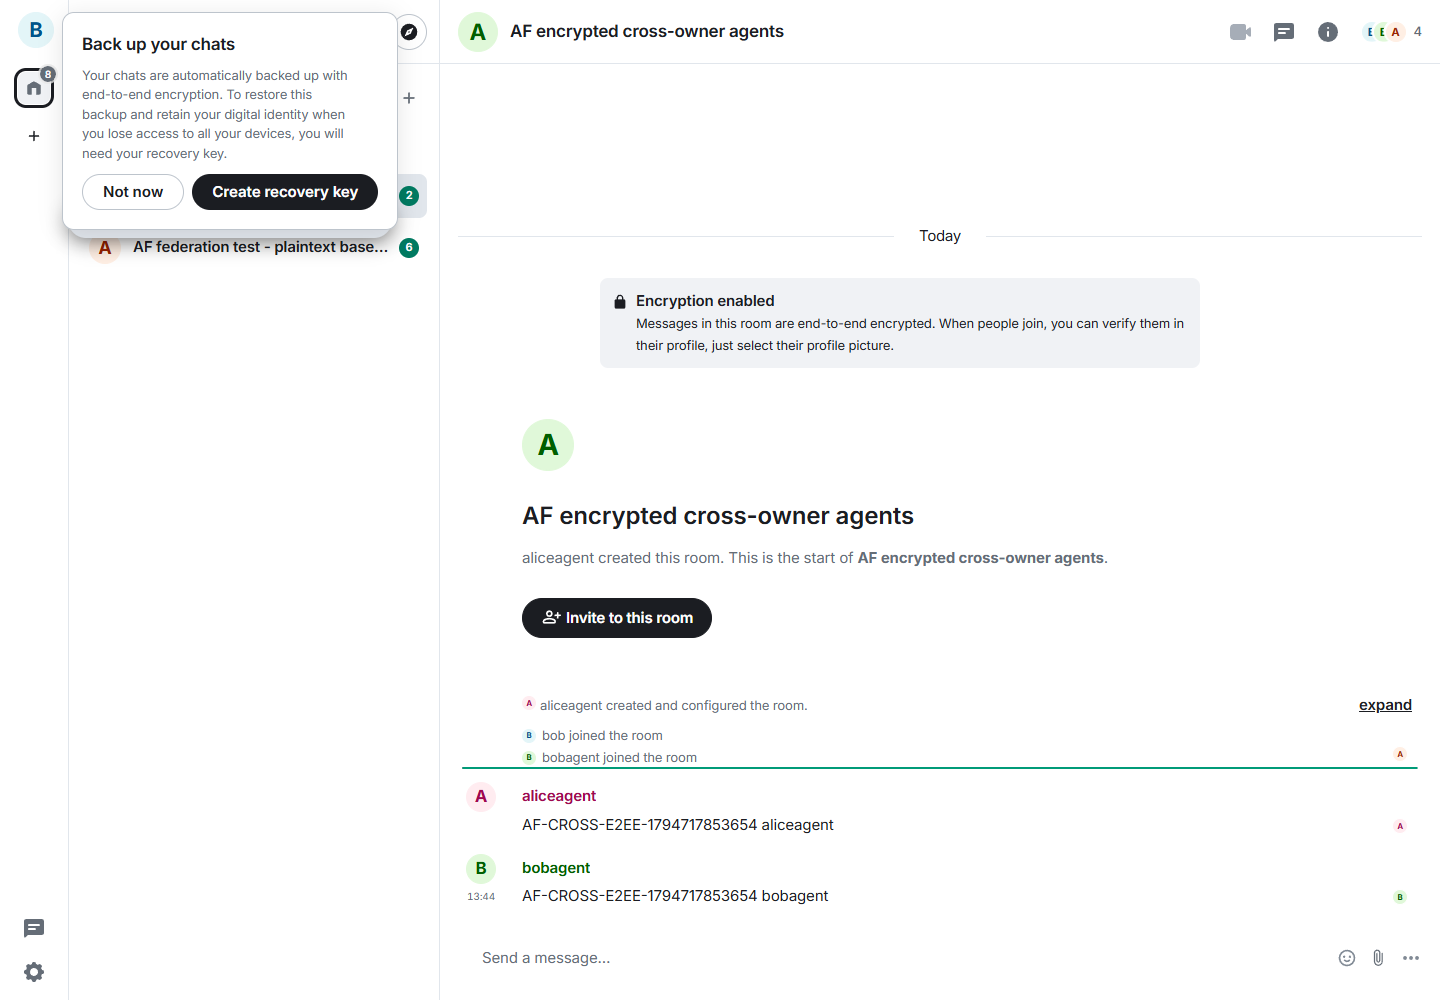 B
8
Back up your chats
Your chats are automatically backed up with
end-to-end encryption. To restore this
backup and retain your digital identity when
you lose access to all your devices, you will
need your recovery key.
Not now
Create recovery key
2
A
AF federation test - plaintext base...
6
A
AF encrypted cross-owner agents
A
4
Today
Encryption enabled
Messages in this room are end-to-end encrypted. When people join, you can verify them in
their profile, just select their profile picture.
A
AF encrypted cross-owner agents
aliceagent created this room. This is the start of AF encrypted cross-owner agents.
Invite to this room
A aliceagent created and configured the room.
expand
B bob joined the room
B bobagent joined the room
A
A
aliceagent
AF-CROSS-E2EE-1794717853654 aliceagent
A
B
bobagent
13:44
AF-CROSS-E2EE-1794717853654 bobagent
B
Send a message...